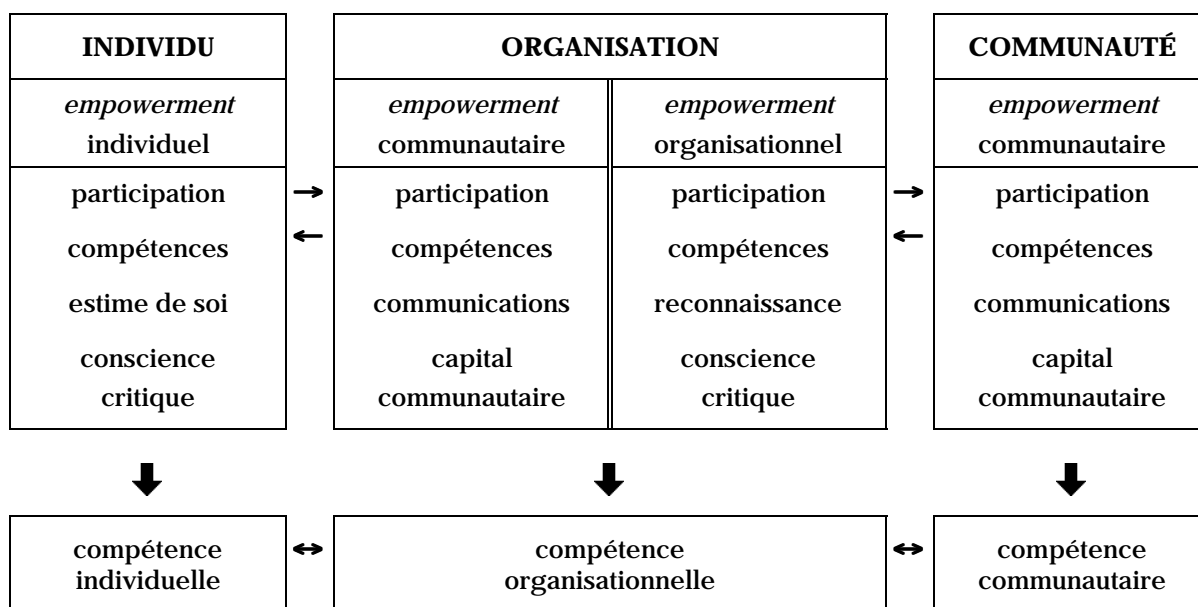 INDIVIDU
ORGANISATION
COMMUNAUTÉ
empowerment
individuel
empowerment
communautaire
empowerment
organisationnel
empowerment
communautaire
participation → participation
participation → participation
compétences ← compétences
compétences ← compétences
estime de soi
communications
reconnaissance
communications
conscience
critique
capital
communautaire
conscience
critique
capital
communautaire
compétence
individuelle
↔
compétence
organisationnelle
↔
compétence
communautaire